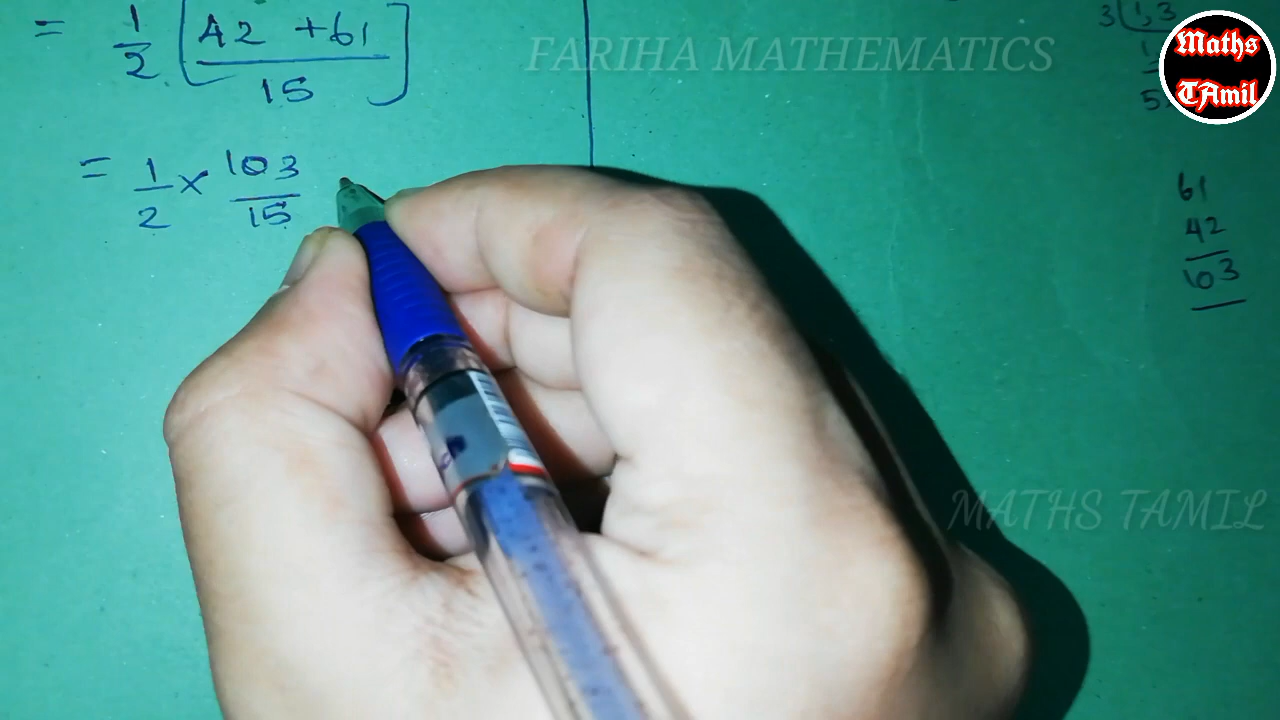 = 1/2 [ 42 + 61 / 15 ]
= 1/2 × 103/15
FARIHA MATHEMATICS
Maths
TAmil
61
42
103
MATHS TAMIL